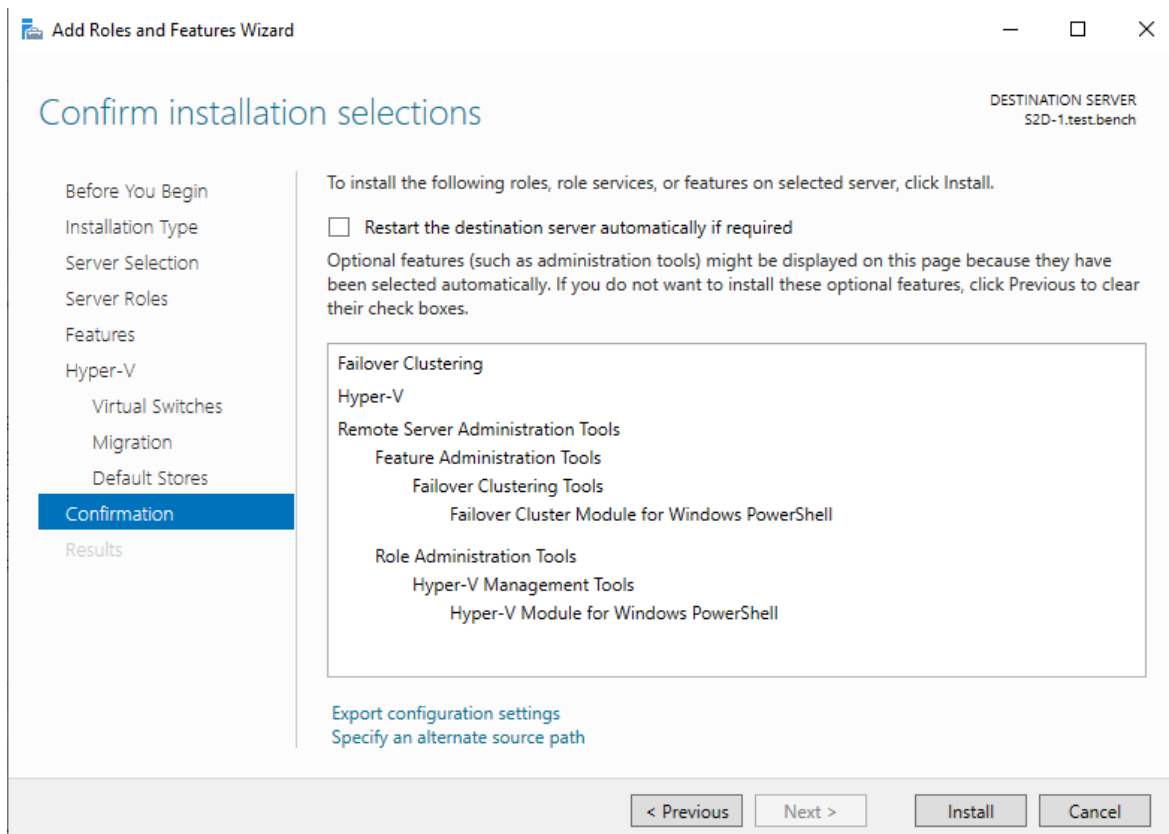 Add Roles and Features Wizard
Confirm installation selections
DESTINATION SERVER
S2D-1.test.bench
Before You Begin
Installation Type
Server Selection
Server Roles
Features
Hyper-V
Virtual Switches
Migration
Default Stores
Confirmation
Results
To install the following roles, role services, or features on selected server, click Install.
Restart the destination server automatically if required
Optional features (such as administration tools) might be displayed on this page because they have
been selected automatically. If you do not want to install these optional features, click Previous to clear
their check boxes.
Failover Clustering
Hyper-V
Remote Server Administration Tools
Feature Administration Tools
Failover Clustering Tools
Failover Cluster Module for Windows PowerShell
Role Administration Tools
Hyper-V Management Tools
Hyper-V Module for Windows PowerShell
Export configuration settings
Specify an alternate source path
< Previous
Next >
Install
Cancel